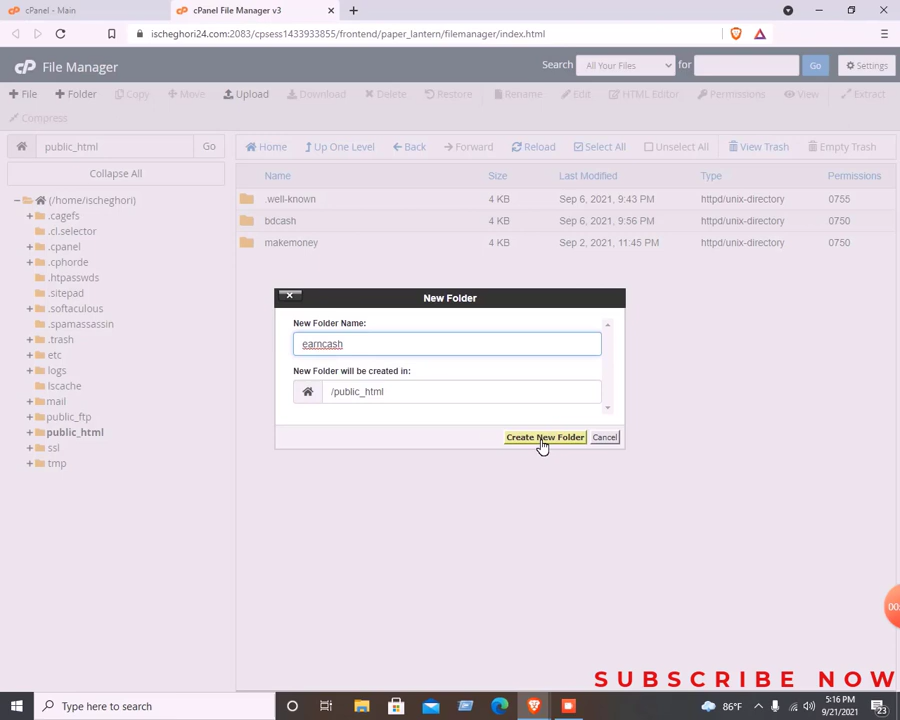 cPanel - Main
cPanel File Manager v3
ischeghori24.com:2083/cpsess1433933855/frontend/paper_lantern/filemanager/index.html
cP File Manager
Search All Your Files for Go Settings
+ File + Folder Copy Move Upload Download Delete Restore Rename Edit HTML Editor Permissions View Extract
Compress
public_html Go
Home Up One Level Back Forward Reload Select All Unselect All View Trash Empty Trash
Collapse All
Name Size Last Modified Type Permissions
.well-known 4 KB Sep 6, 2021, 9:43 PM httpd/unix-directory 0755
bdcash 4 KB Sep 6, 2021, 9:56 PM httpd/unix-directory 0750
makemoney 4 KB Sep 2, 2021, 11:45 PM httpd/unix-directory 0750
(/home/ischeghori)
.cagefs
.cl.selector
.cpanel
.cphorde
.htpasswds
.sitepad
.softaculous
.spamassassin
.trash
etc
logs
lscache
mail
public_ftp
public_html
ssl
tmp
New Folder
New Folder Name:
earncash
New Folder will be created in:
/public_html
Create New Folder Cancel
SUBSCRIBE NOW
Type here to search
86°F
5:16 PM
9/21/2021
23